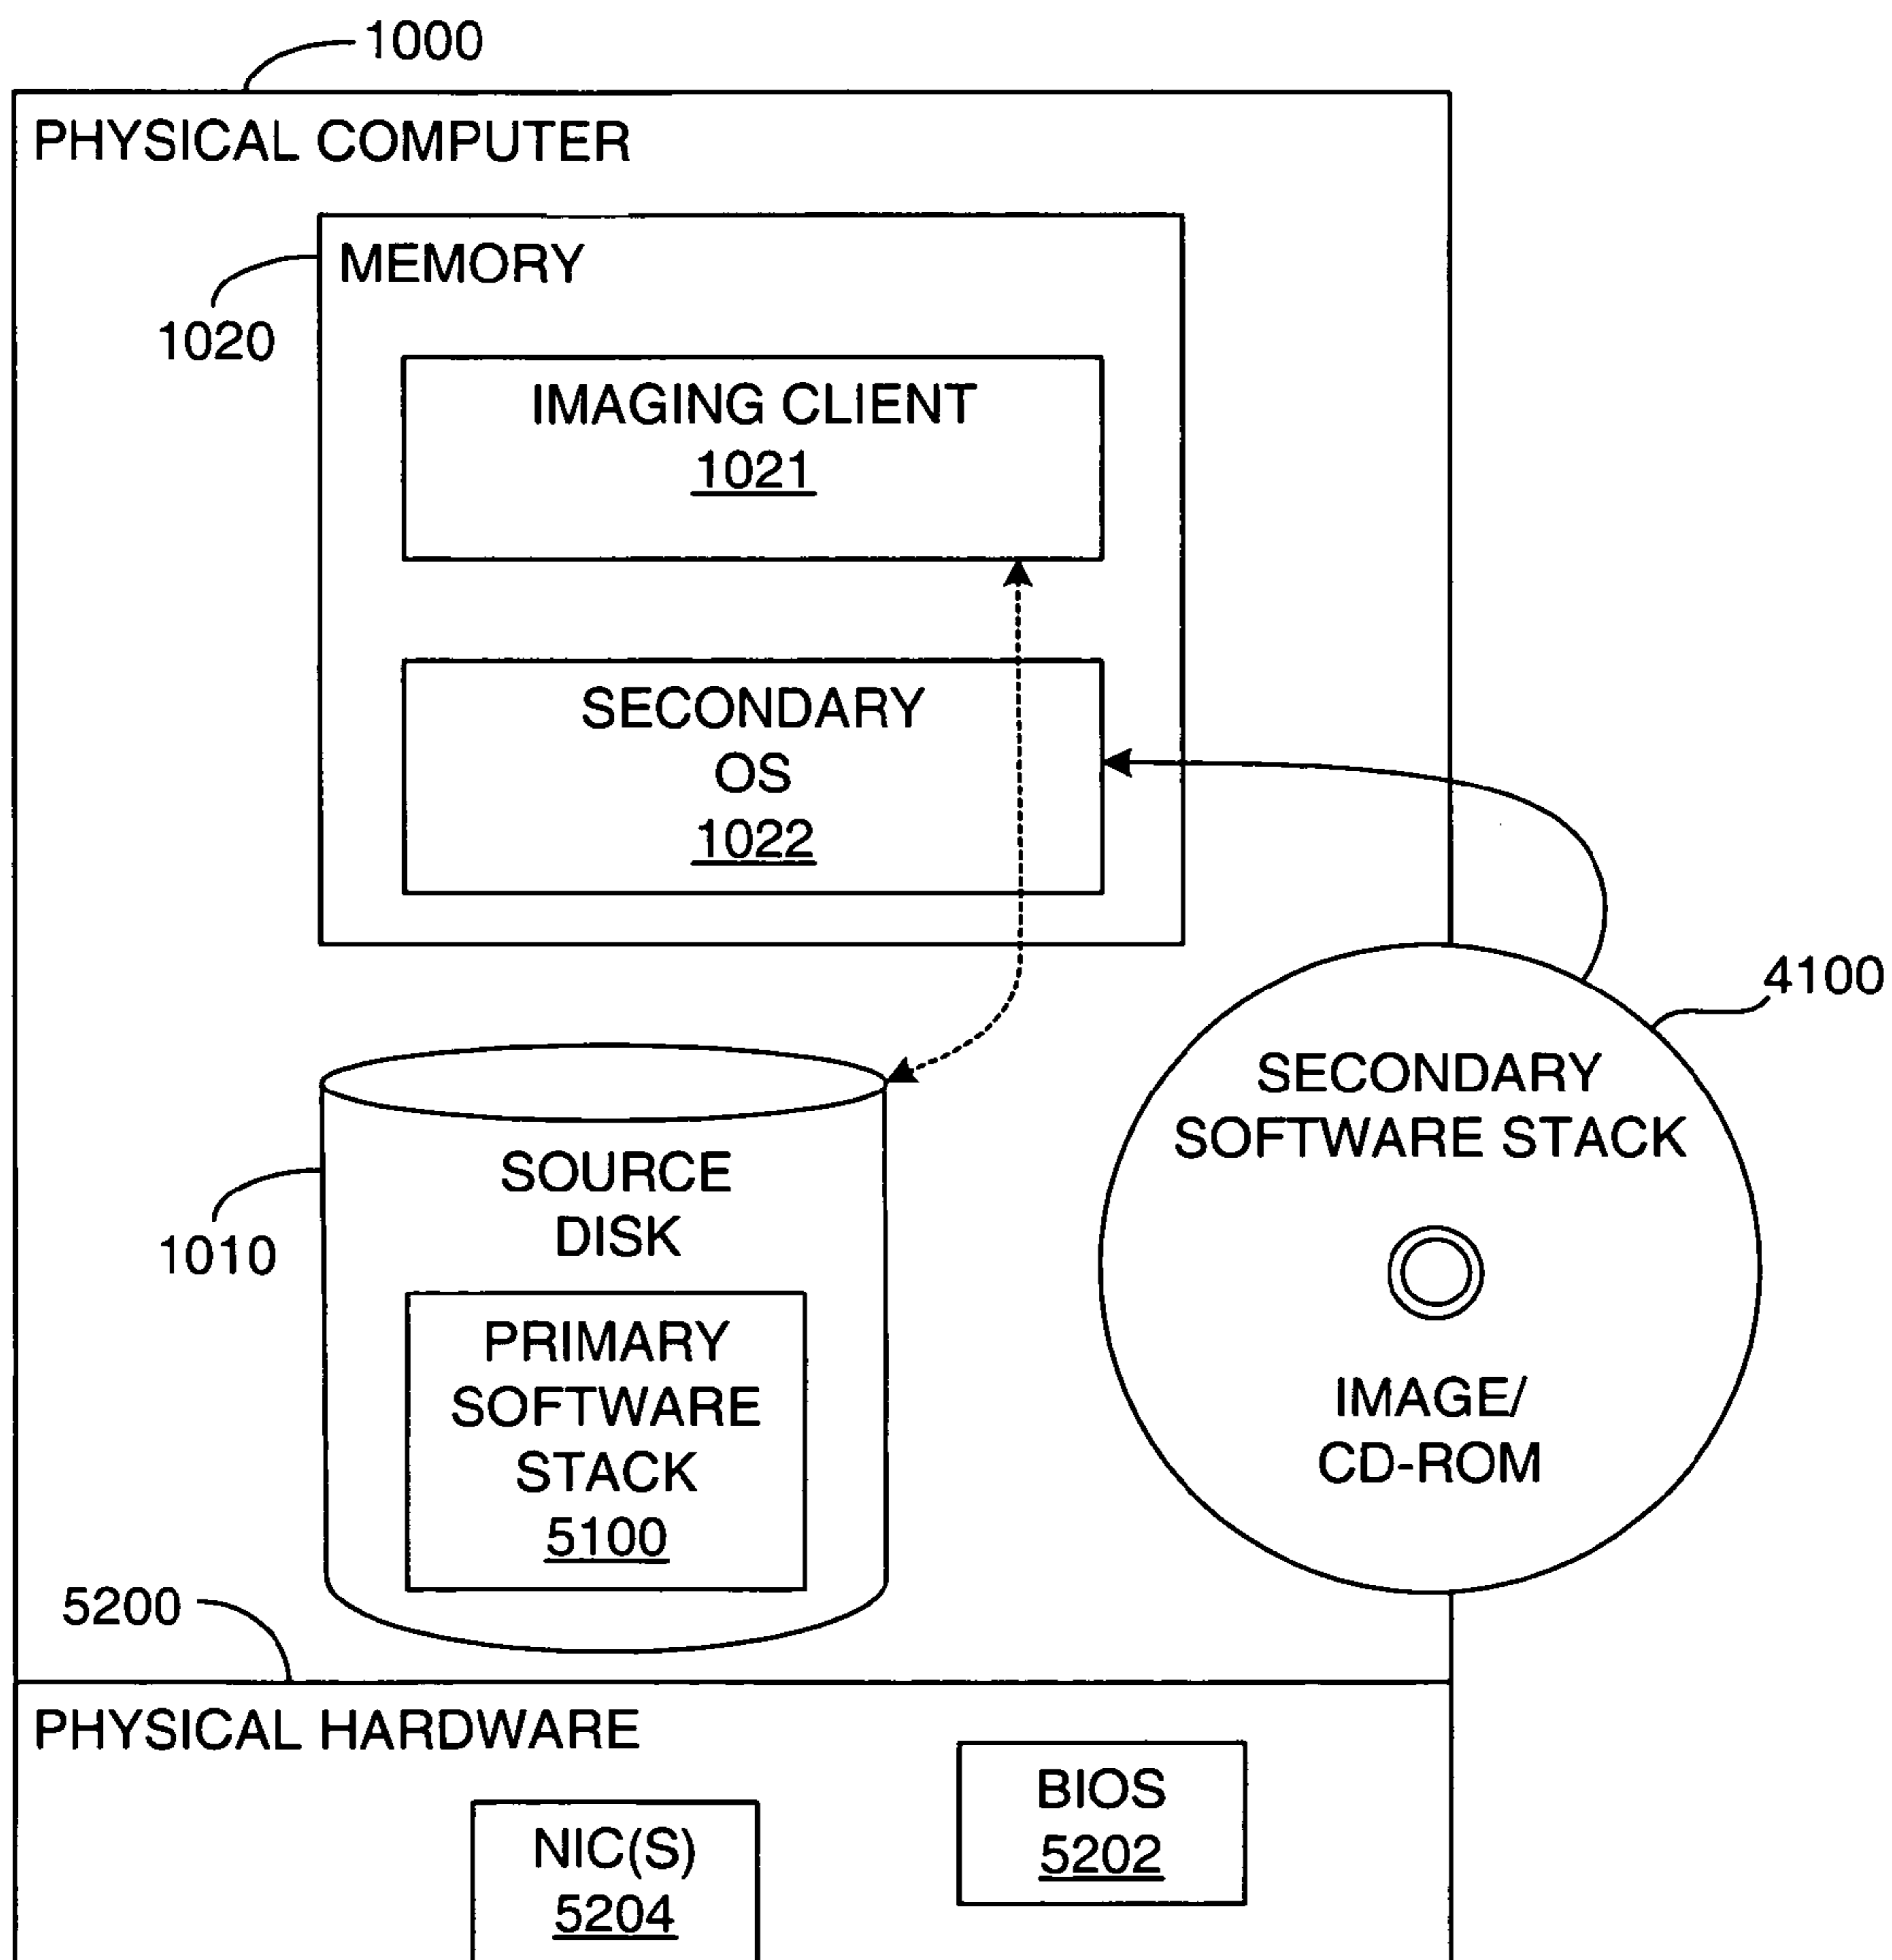 1000
PHYSICAL COMPUTER
MEMORY
1020
IMAGING CLIENT
1021
SECONDARY
OS
1022
4100
SECONDARY
SOFTWARE STACK
IMAGE/
CD-ROM
SOURCE
DISK
1010
PRIMARY
SOFTWARE
STACK
5100
5200
PHYSICAL HARDWARE
BIOS
5202
NIC(S)
5204